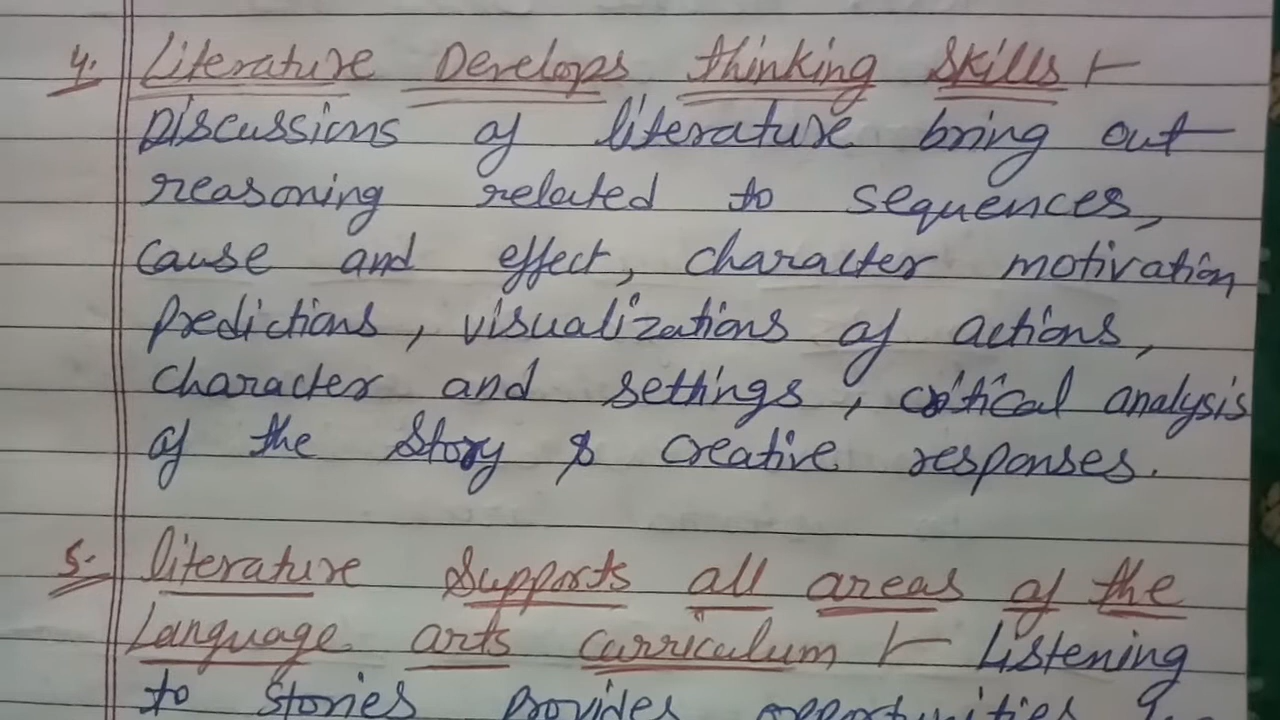 4. Literature Develops thinking skills :-
Discussions of literature bring out
reasoning related to sequences,
cause and effect, character motivation
predictions, visualizations of actions,
character and settings, critical analysis
of the story & creative responses.
5. literature Supports all areas of the
Language arts curriculum :- Listening
to stories provides opportunities